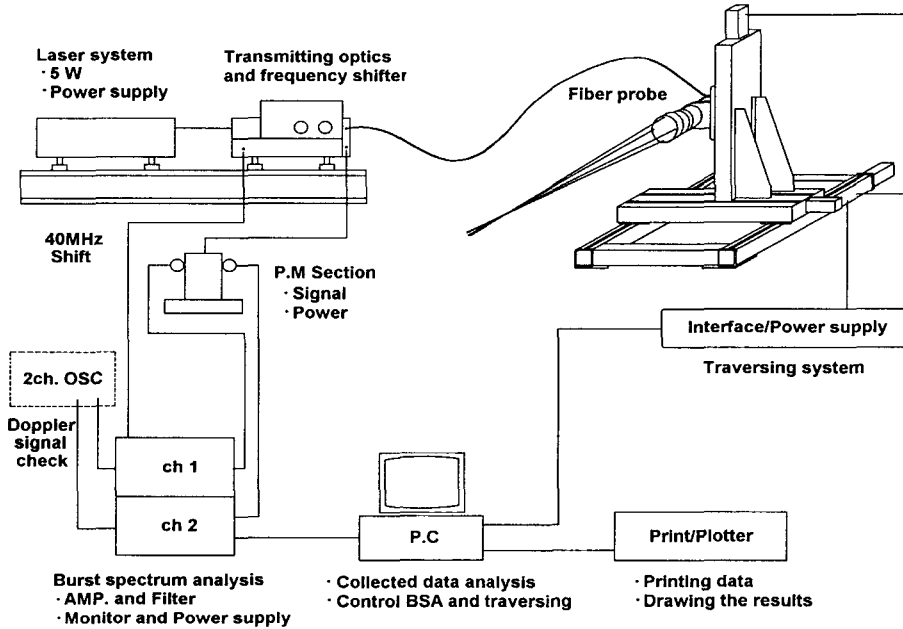 Laser system
· 5 W
· Power supply
Transmitting optics
and frequency shifter
Fiber probe
40MHz
Shift
P.M Section
· Signal
· Power
Interface/Power supply
Traversing system
2ch. OSC
Doppler
signal
check
ch 1
ch 2
P.C
Print/Plotter
Burst spectrum analysis
· AMP. and Filter
· Monitor and Power supply
· Collected data analysis
· Control BSA and traversing
· Printing data
· Drawing the results